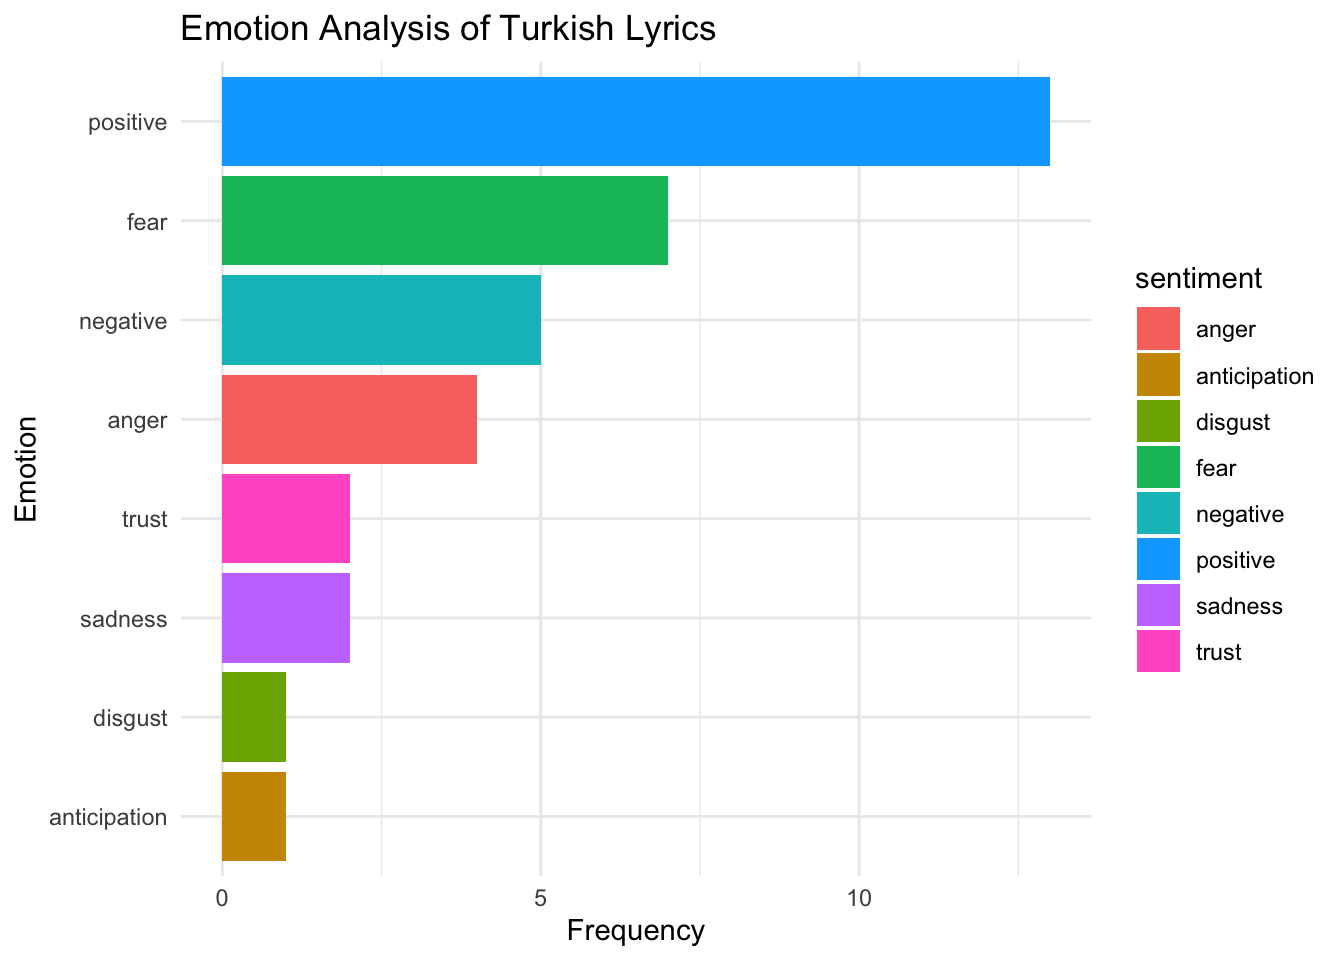 Emotion Analysis of Turkish Lyrics
positive
fear
negative
anger
trust
sadness
disgust
anticipation
Emotion
0 5 10
Frequency
sentiment
anger
anticipation
disgust
fear
negative
positive
sadness
trust